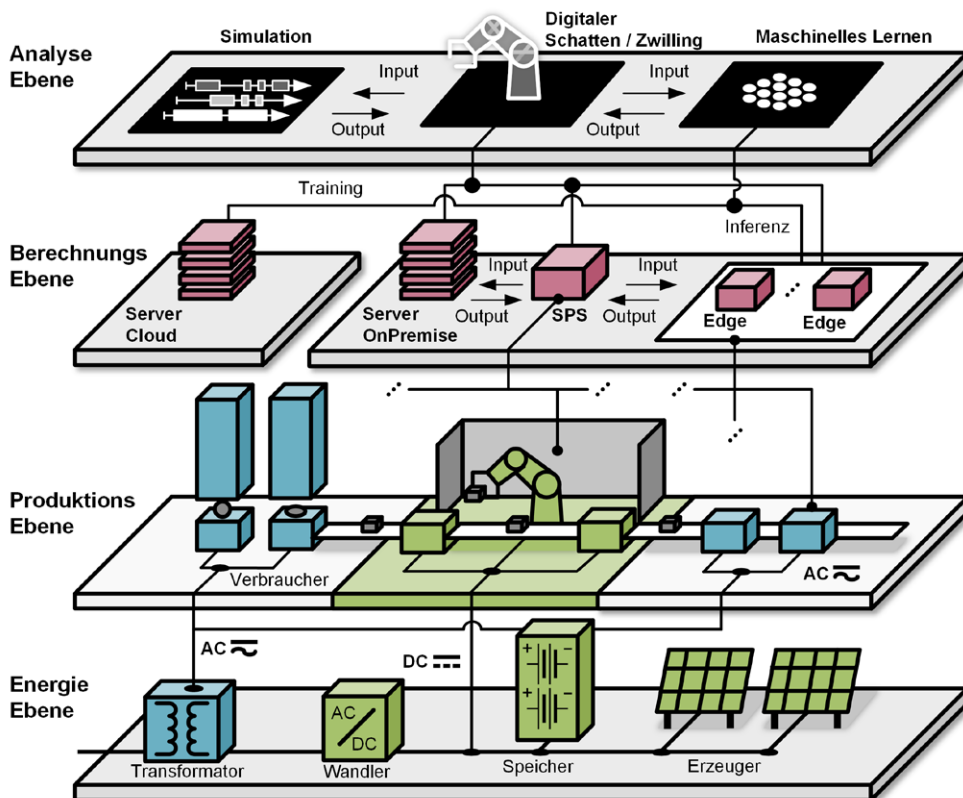 Analyse
Ebene
Simulation
Digitaler
Schatten / Zwilling
Maschinelles Lernen
Input
Output
Input
Output
Training
Inferenz
Berechnungs
Ebene
Server
Cloud
Server
OnPremise
Input
Output
SPS
Input
Output
Edge
Edge
Produktions
Ebene
Verbraucher
AC
AC
DC
Energie
Ebene
Transformator
AC
DC
Wandler
+ −
+ −
Speicher
Erzeuger